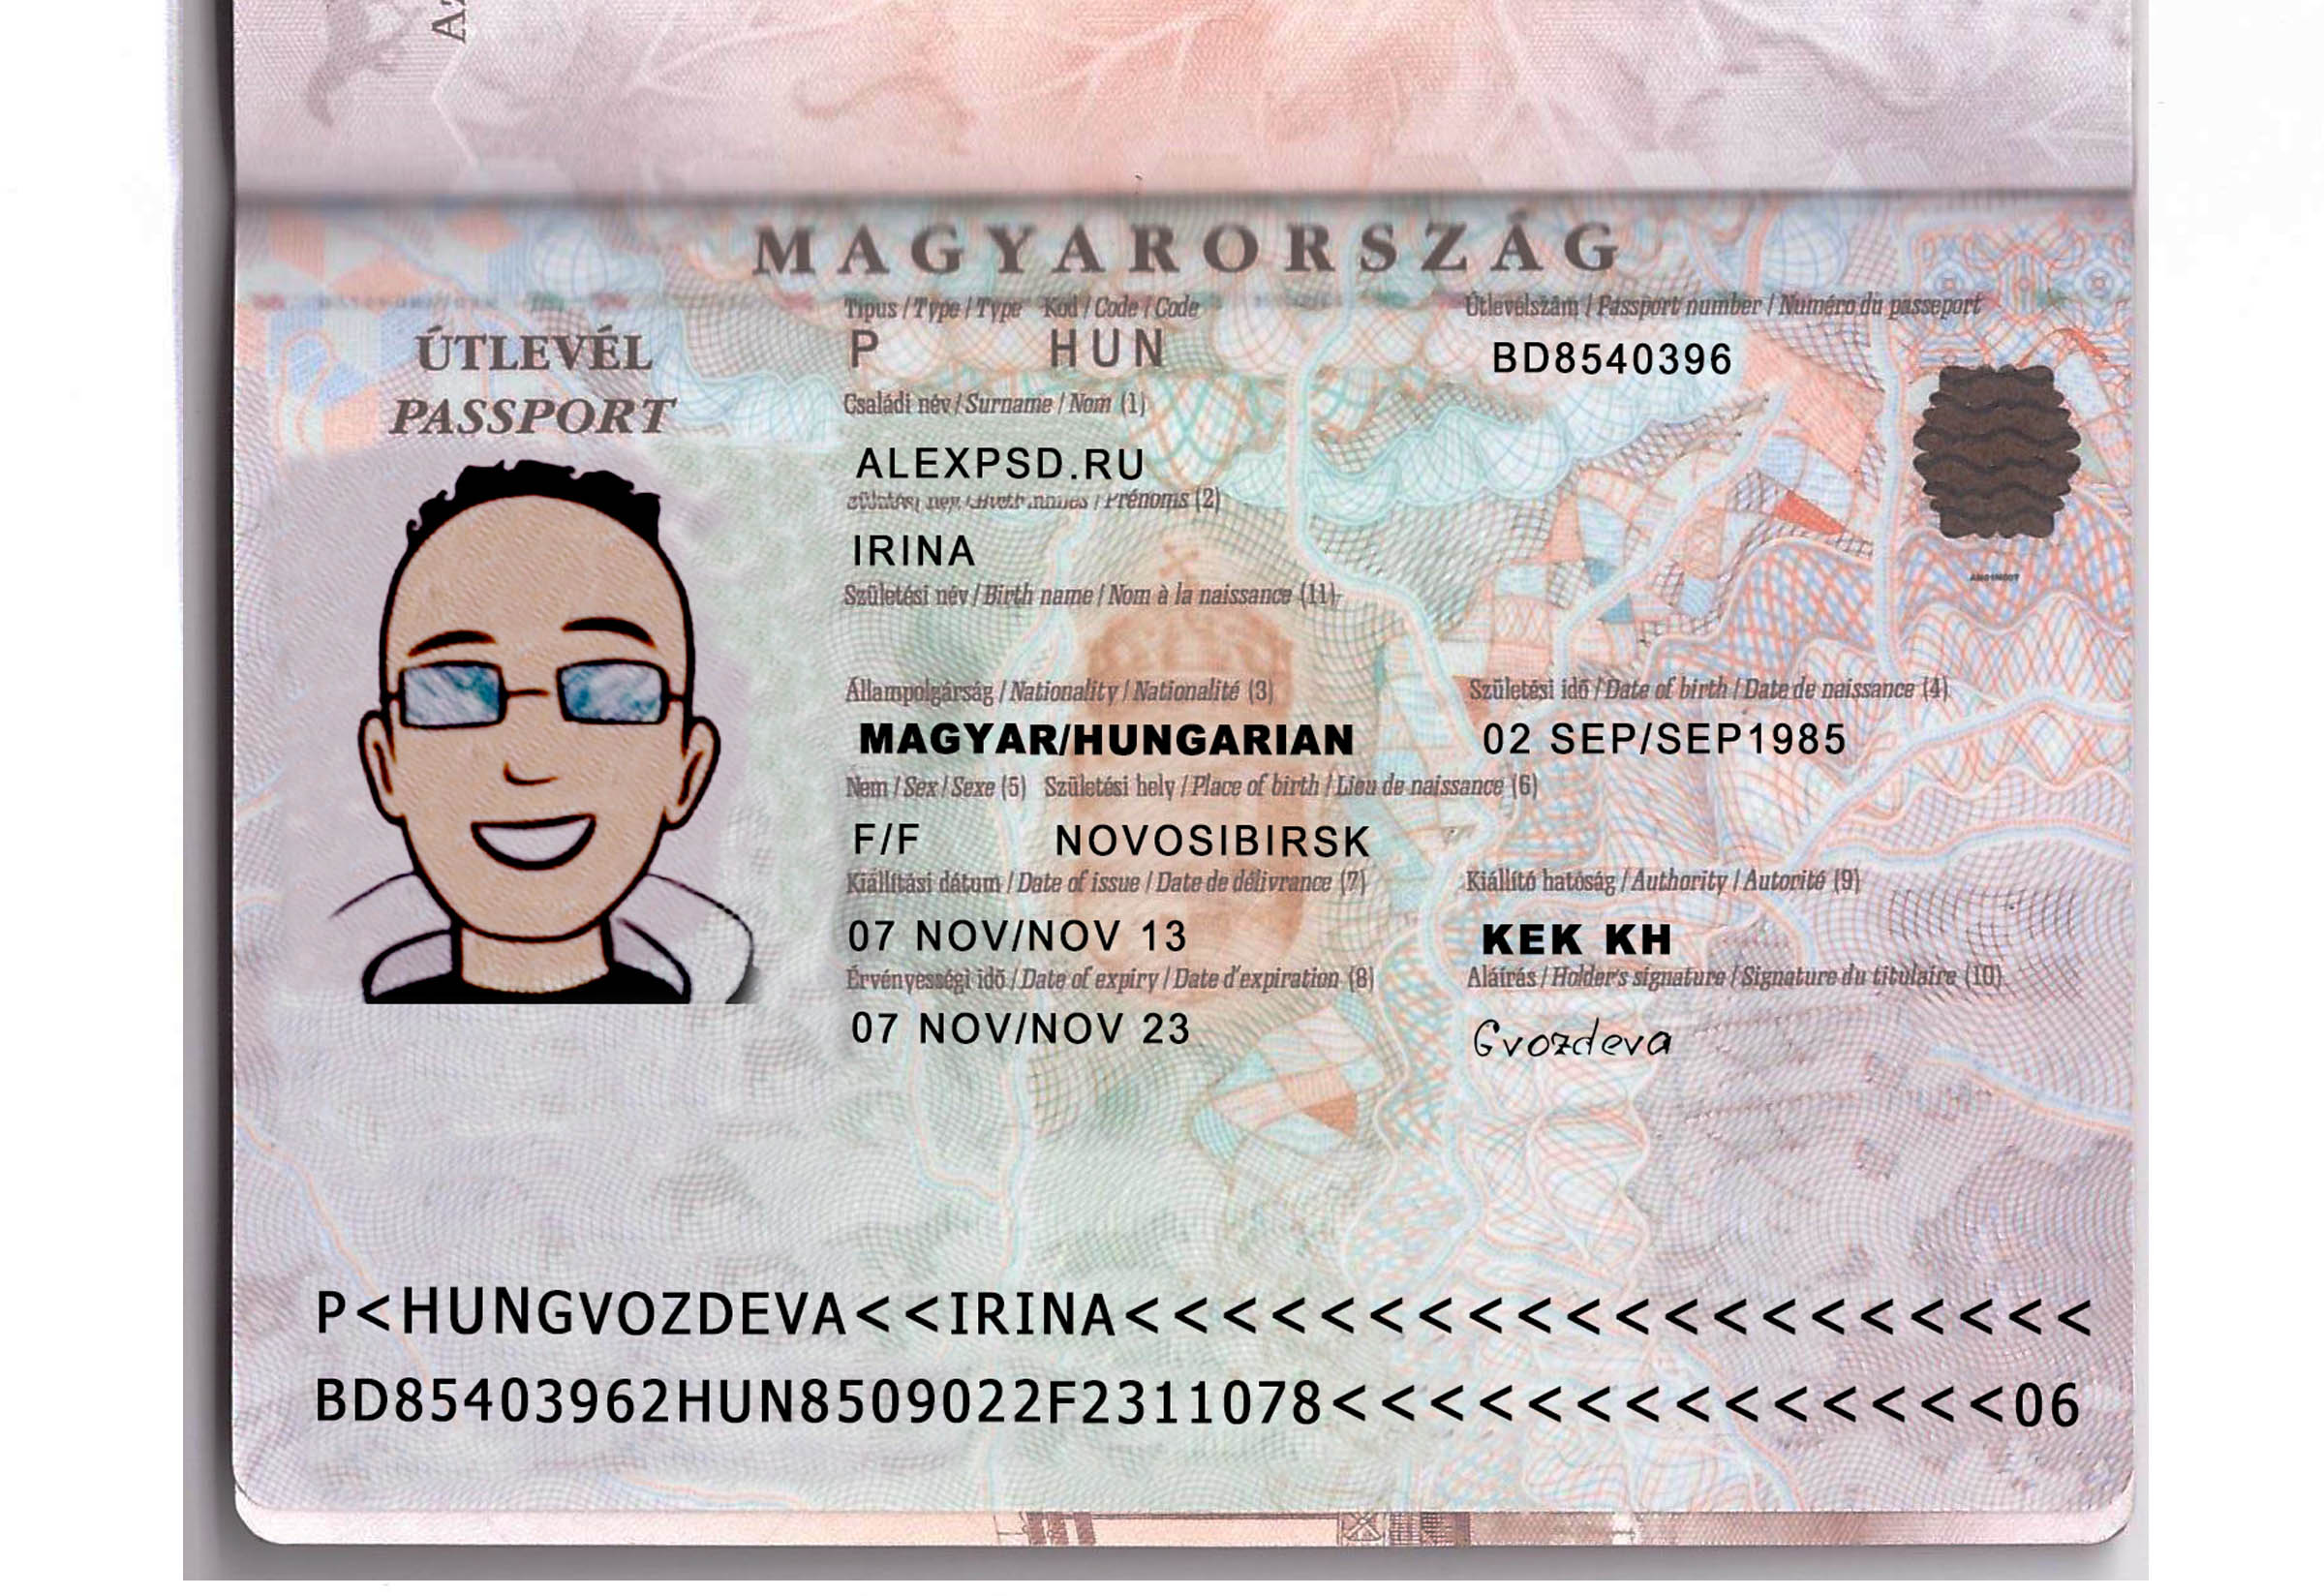 MAGYARORSZÁG
ÚTLEVÉL
PASSPORT
Típus / Type / Type Kód / Code / Code
P HUN
Útlevélszám / Passport number / Numéro du passeport
BD8540396
Családi név / Surname / Nom (1)
ALEXPSD.RU
/ Prénoms (2)
IRINA
Születési név / Birth name / Nom à la naissance (11)
Állampolgárság / Nationality / Nationalité (3)
MAGYAR/HUNGARIAN
Születési idő / Date of birth / Date de naissance (4)
02 SEP/SEP1985
Nem / Sex / Sexe (5) Születési hely / Place of birth / Lieu de naissance (6)
F/F NOVOSIBIRSK
Kiállítási dátum / Date of issue / Date de délivrance (7)
07 NOV/NOV 13
Kiállító hatóság / Authority / Autorité (9)
KEK KH
Érvényességi idő / Date of expiry / Date d'expiration (8)
07 NOV/NOV 23
Aláírás / Holder's signature / Signature du titulaire (10)
Gvozdeva
P<HUNGVOZDEVA<<IRINA<<<<<<<<<<<<<<<<<<<<
BD85403962HUN8509022F2311078<<<<<<<<<<<<<<06